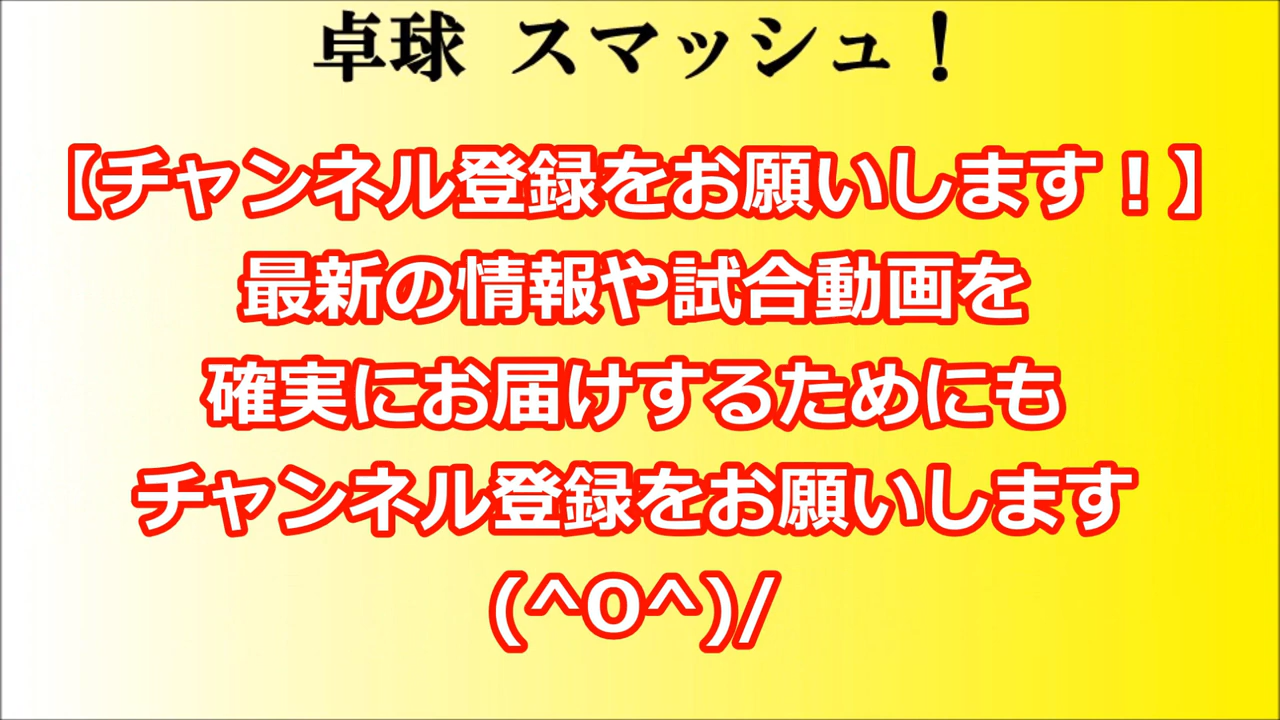 卓球 スマッシュ！
【チャンネル登録をお願いします！】
最新の情報や試合動画を
確実にお届けするためにも
チャンネル登録をお願いします
(^O^)/